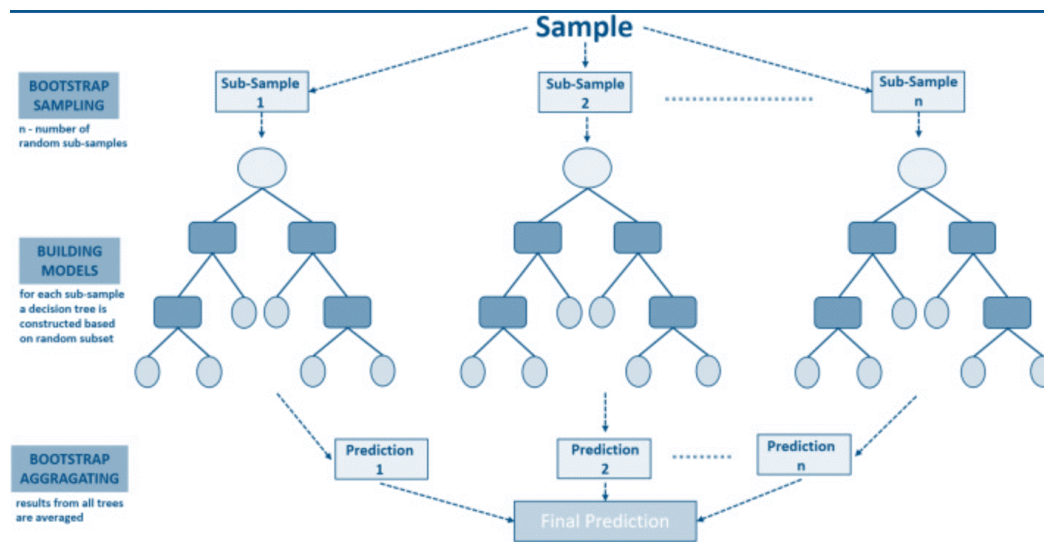 Sample
BOOTSTRAP
SAMPLING
n - number of
random sub-samples
Sub-Sample
1
Sub-Sample
2
Sub-Sample
n
BUILDING
MODELS
for each sub-sample
a decision tree is
constructed based
on random subset
BOOTSTRAP
AGGRAGATING
results from all trees
are averaged
Prediction
1
Prediction
2
Prediction
n
Final Prediction